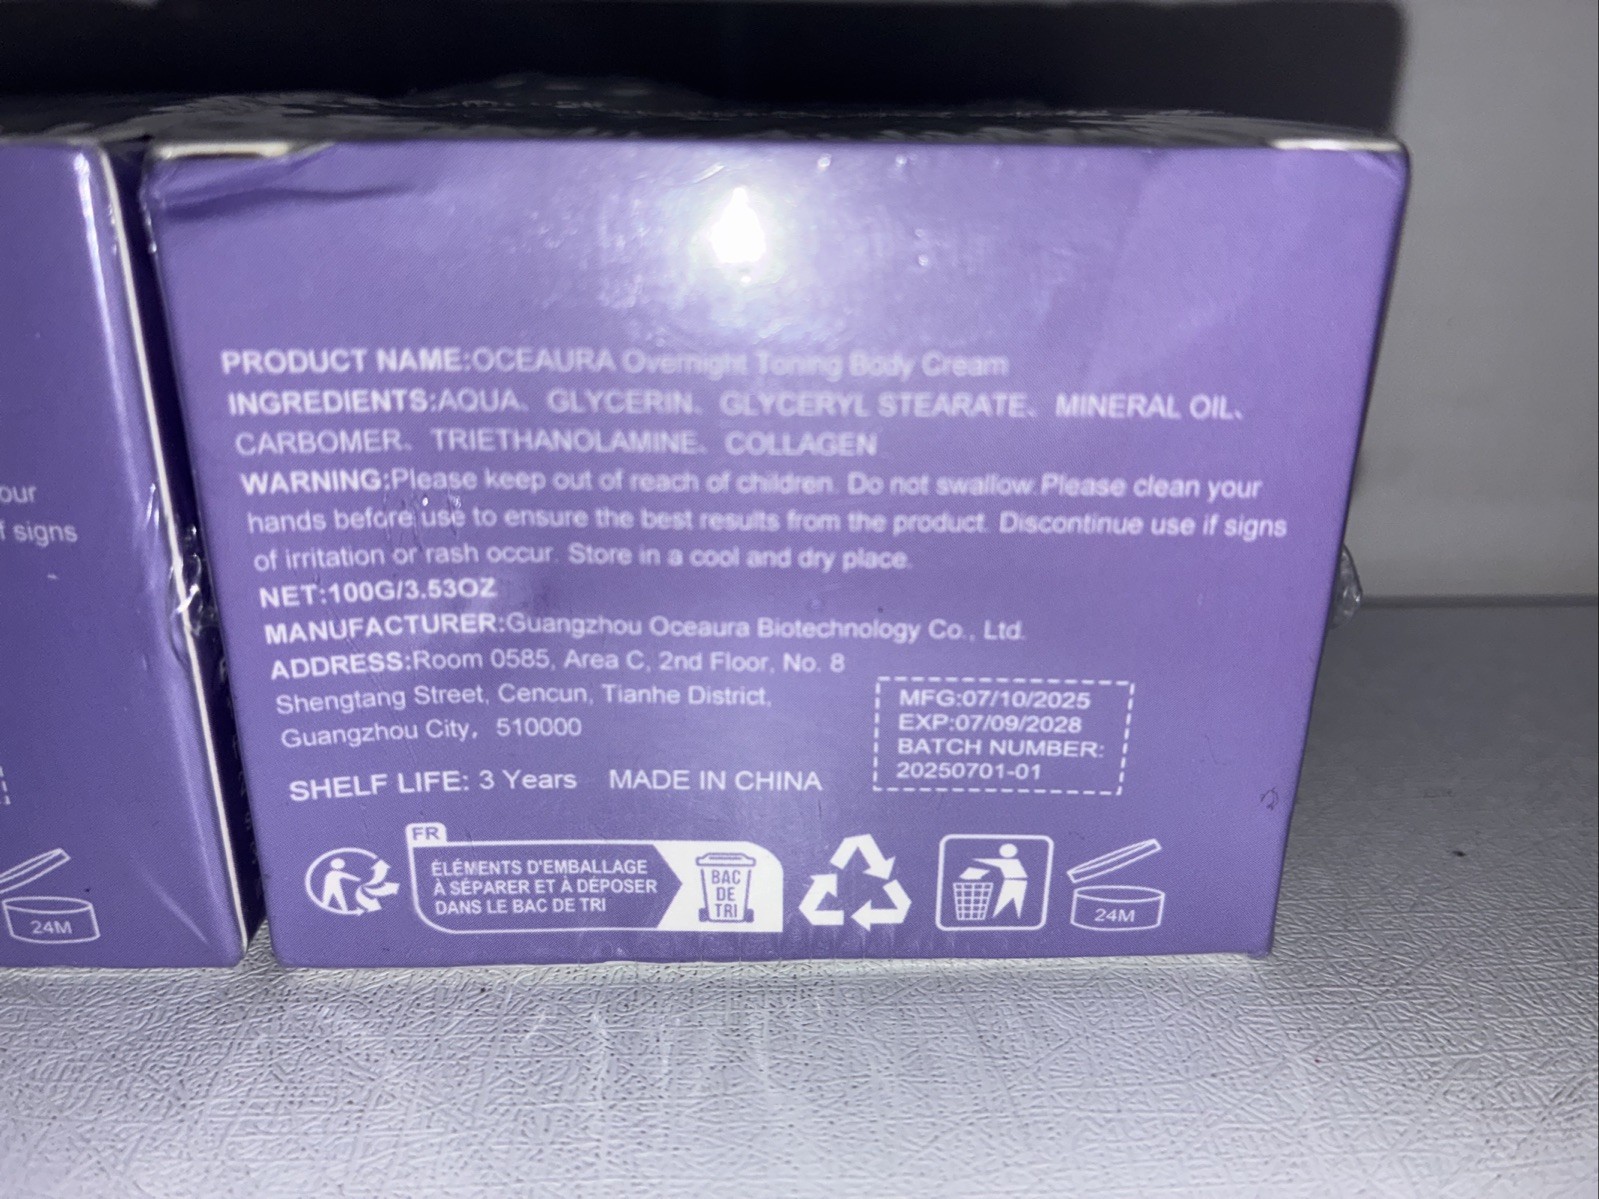 PRODUCT NAME:OCEAURA Overnight Toning Body Cream
INGREDIENTS:AQUA、 GLYCERIN、 GLYCERYL STEARATE、 MINERAL OIL、
CARBOMER、 TRIETHANOLAMINE、 COLLAGEN
WARNING:Please keep out of reach of children. Do not swallow.Please clean your
hands before use to ensure the best results from the product. Discontinue use if signs
of irritation or rash occur. Store in a cool and dry place.
NET:100G/3.53OZ
MANUFACTURER:Guangzhou Oceaura Biotechnology Co., Ltd.
ADDRESS:Room 0585, Area C, 2nd Floor, No. 8
Shengtang Street, Cencun, Tianhe District,
Guangzhou City, 510000
SHELF LIFE: 3 Years MADE IN CHINA
MFG:07/10/2025
EXP:07/09/2028
BATCH NUMBER:
20250701-01
FR
ÉLÉMENTS D'EMBALLAGE
À SÉPARER ET À DÉPOSER
DANS LE BAC DE TRI
BAC
DE
TRI
24M
our
f signs
24M